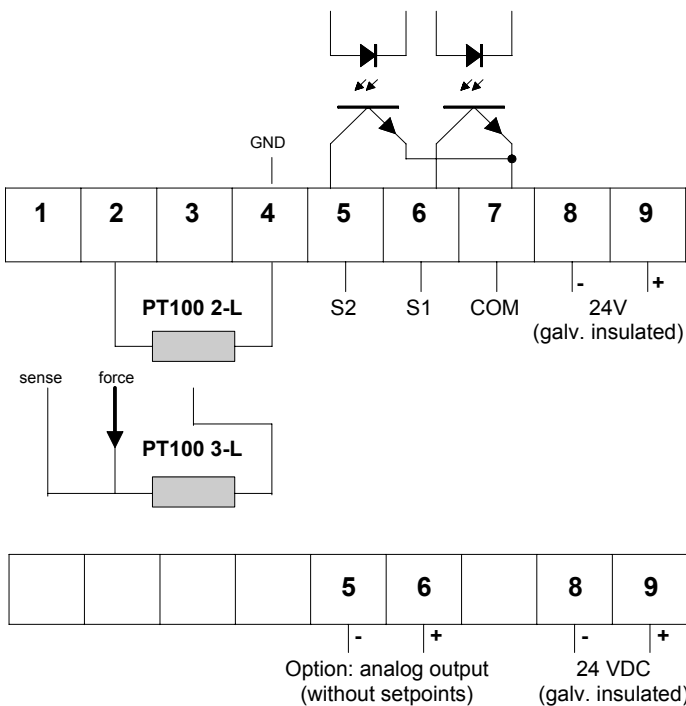 GND
1 2 3 4 5 6 7 8 9
- +
PT100 2-L S2 S1 COM 24V
(galv. insulated)
sense force
PT100 3-L
5 6 8 9
- + - +
Option: analog output 24 VDC
(without setpoints) (galv. insulated)